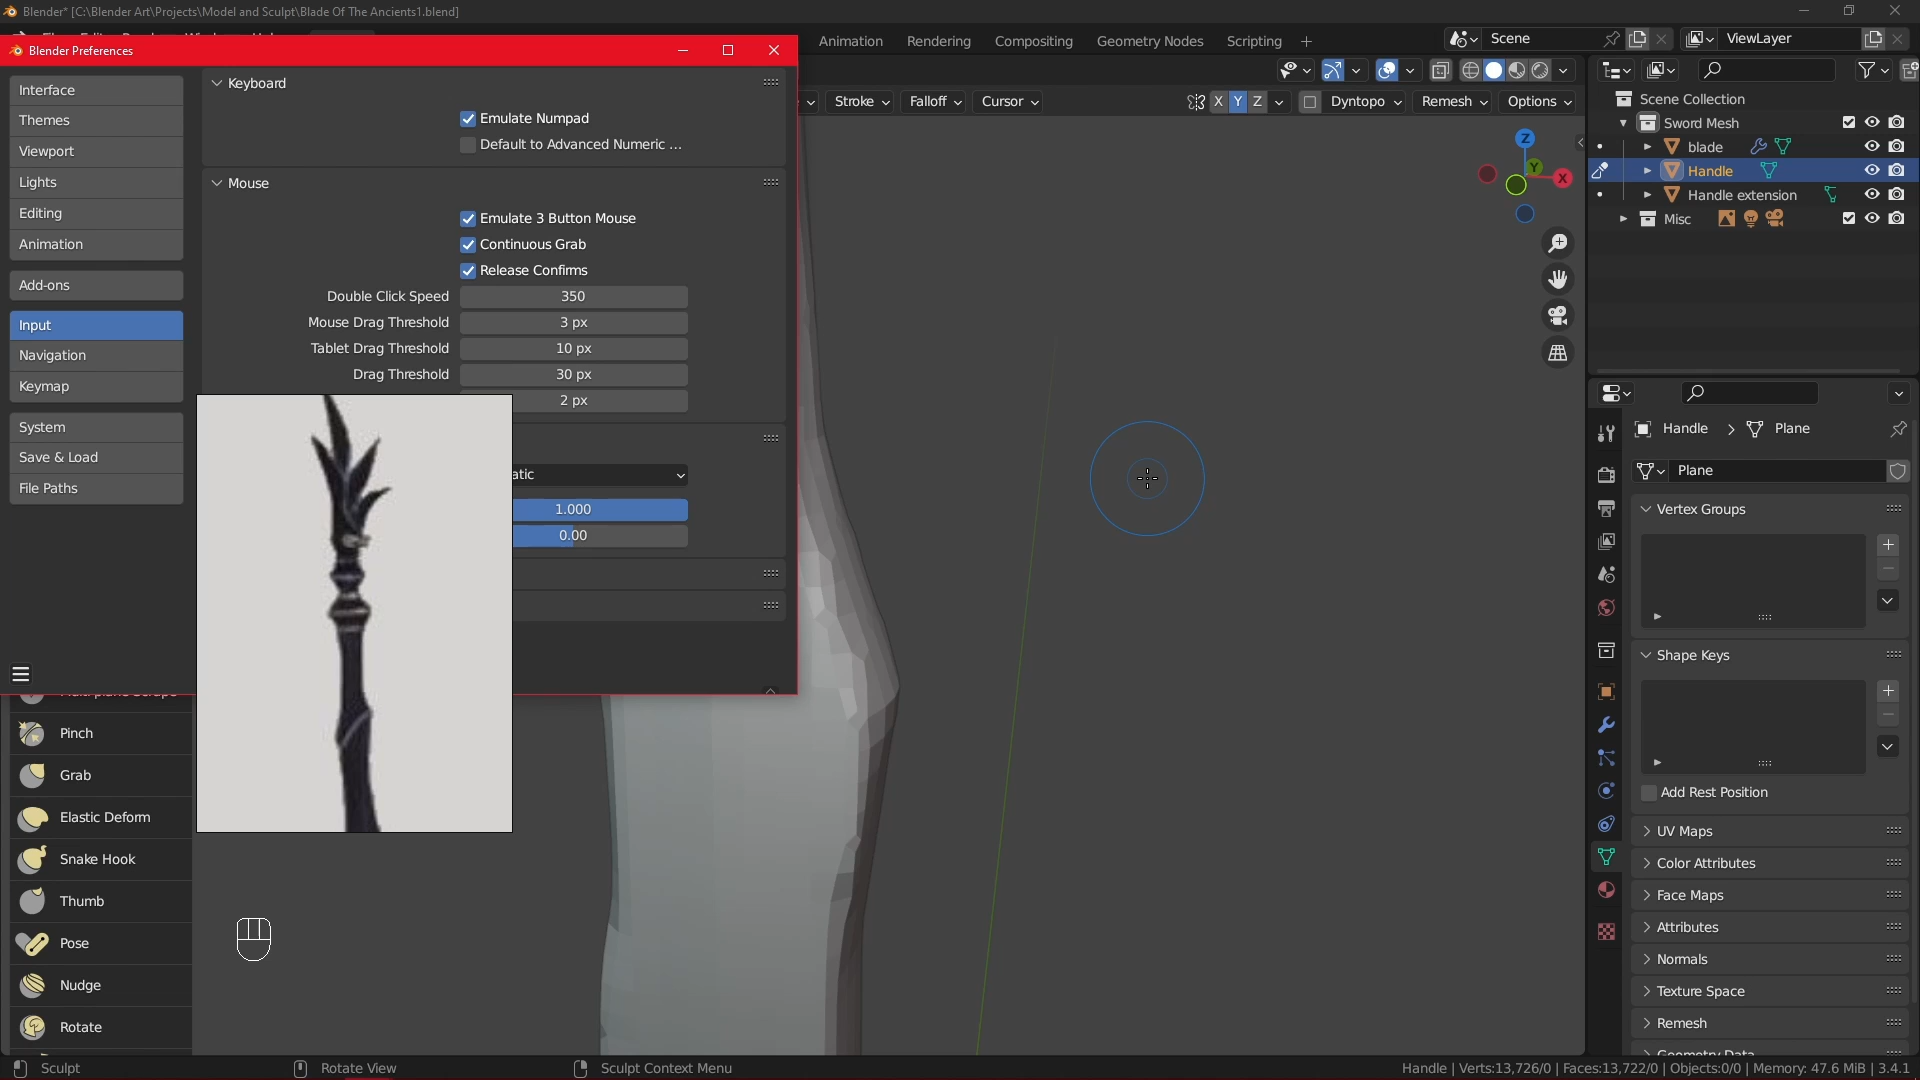 Blender* [C:\Blender Art\Projects\Model and Sculpt\Blade Of The Ancients1.blend]
Blender Preferences
Animation
Rendering
Compositing
Geometry Nodes
Scripting
Scene
ViewLayer
Interface
Themes
Viewport
Lights
Editing
Animation
Add-ons
Input
Navigation
Keymap
System
Save & Load
File Paths
Keyboard
Emulate Numpad
Default to Advanced Numeric ...
Mouse
Emulate 3 Button Mouse
Continuous Grab
Release Confirms
Double Click Speed 350
Mouse Drag Threshold 3 px
Tablet Drag Threshold 10 px
Drag Threshold 30 px
2 px
atic
1.000
0.00
Stroke
Falloff
Cursor
X Y Z
Dyntopo
Remesh
Options
Z
Y
X
Scene Collection
Sword Mesh
blade
Handle
Handle extension
Misc
Handle > Plane
Plane
Vertex Groups
Shape Keys
Add Rest Position
UV Maps
Color Attributes
Face Maps
Attributes
Normals
Texture Space
Remesh
Pinch
Grab
Elastic Deform
Snake Hook
Thumb
Pose
Nudge
Rotate
Sculpt
Rotate View
Sculpt Context Menu
Handle | Verts:13,726/0 | Faces:13,722/0 | Objects:0/0 | Memory: 47.6 MiB | 3.4.1